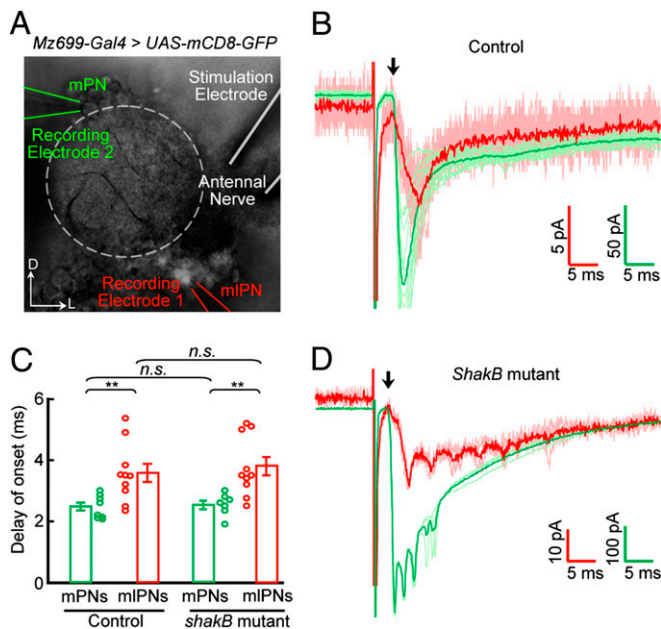 A
Mz699-Gal4 > UAS-mCD8-GFP
mPN
Recording
Electrode 2
Stimulation
Electrode
Antennal
Nerve
Recording
Electrode 1
mlPN
D
L
B
Control
5 pA
5 ms
50 pA
5 ms
C
n.s.
n.s.
**
**
Delay of onset (ms)
6
4
2
0
mPNs
mlPNs
mPNs
mlPNs
Control
shakB mutant
D
ShakB mutant
10 pA
5 ms
100 pA
5 ms